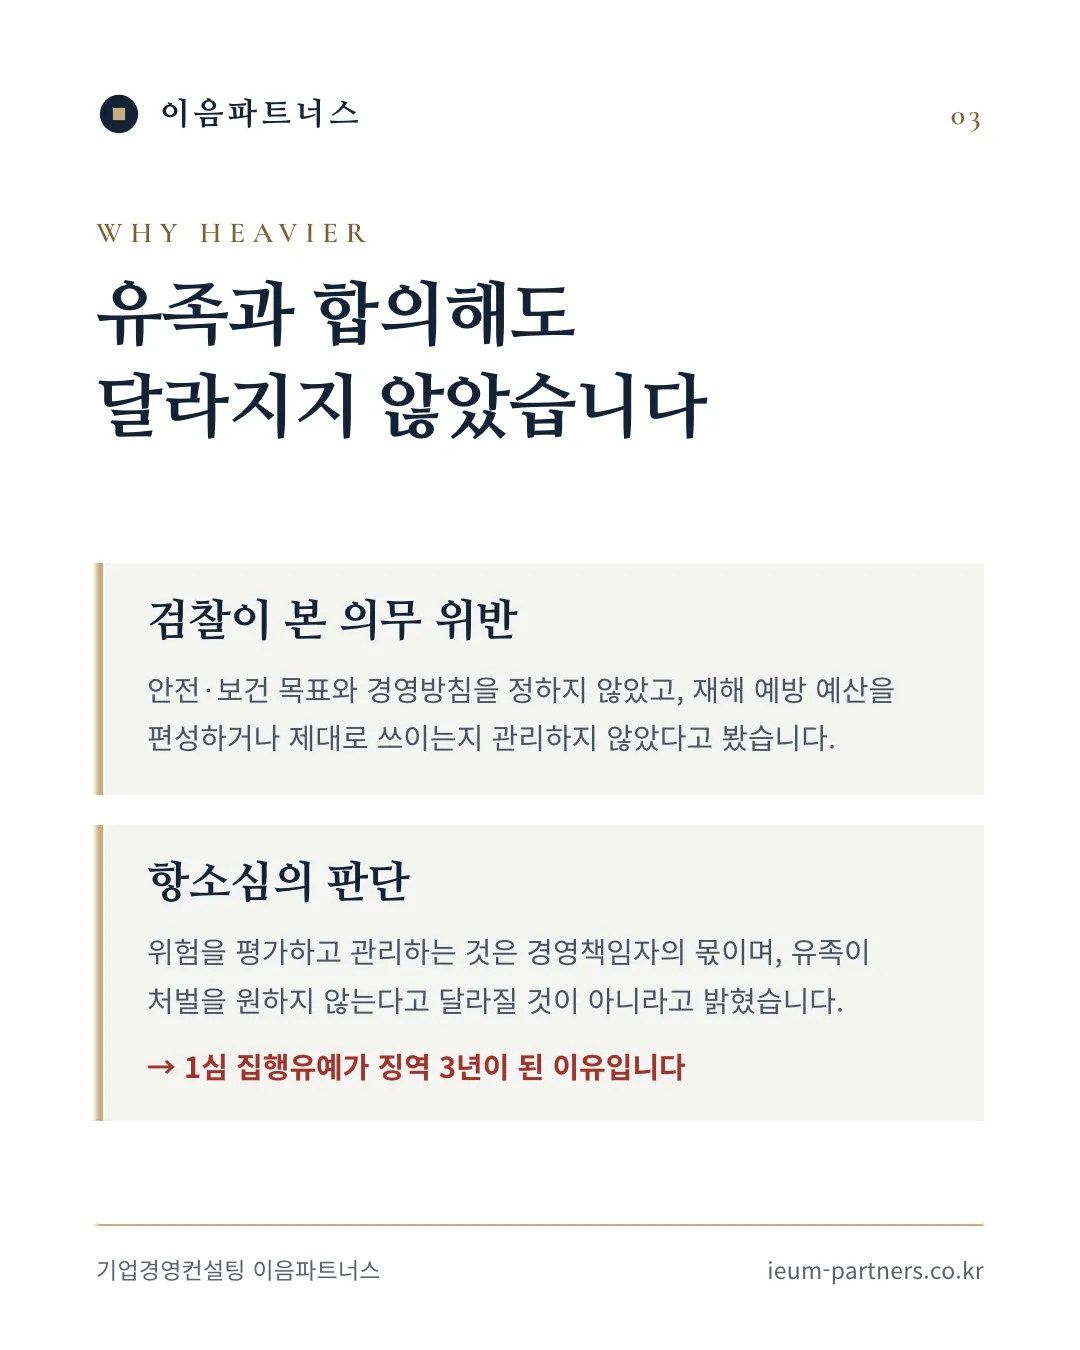 이음파트너스
03
WHY HEAVIER
유족과 합의해도
달라지지 않았습니다
검찰이 본 의무 위반
안전·보건 목표와 경영방침을 정하지 않았고, 재해 예방 예산을
편성하거나 제대로 쓰이는지 관리하지 않았다고 봤습니다.
항소심의 판단
위험을 평가하고 관리하는 것은 경영책임자의 몫이며, 유족이
처벌을 원하지 않는다고 달라질 것이 아니라고 밝혔습니다.
→ 1심 집행유예가 징역 3년이 된 이유입니다
기업경영컨설팅 이음파트너스
ieum-partners.co.kr